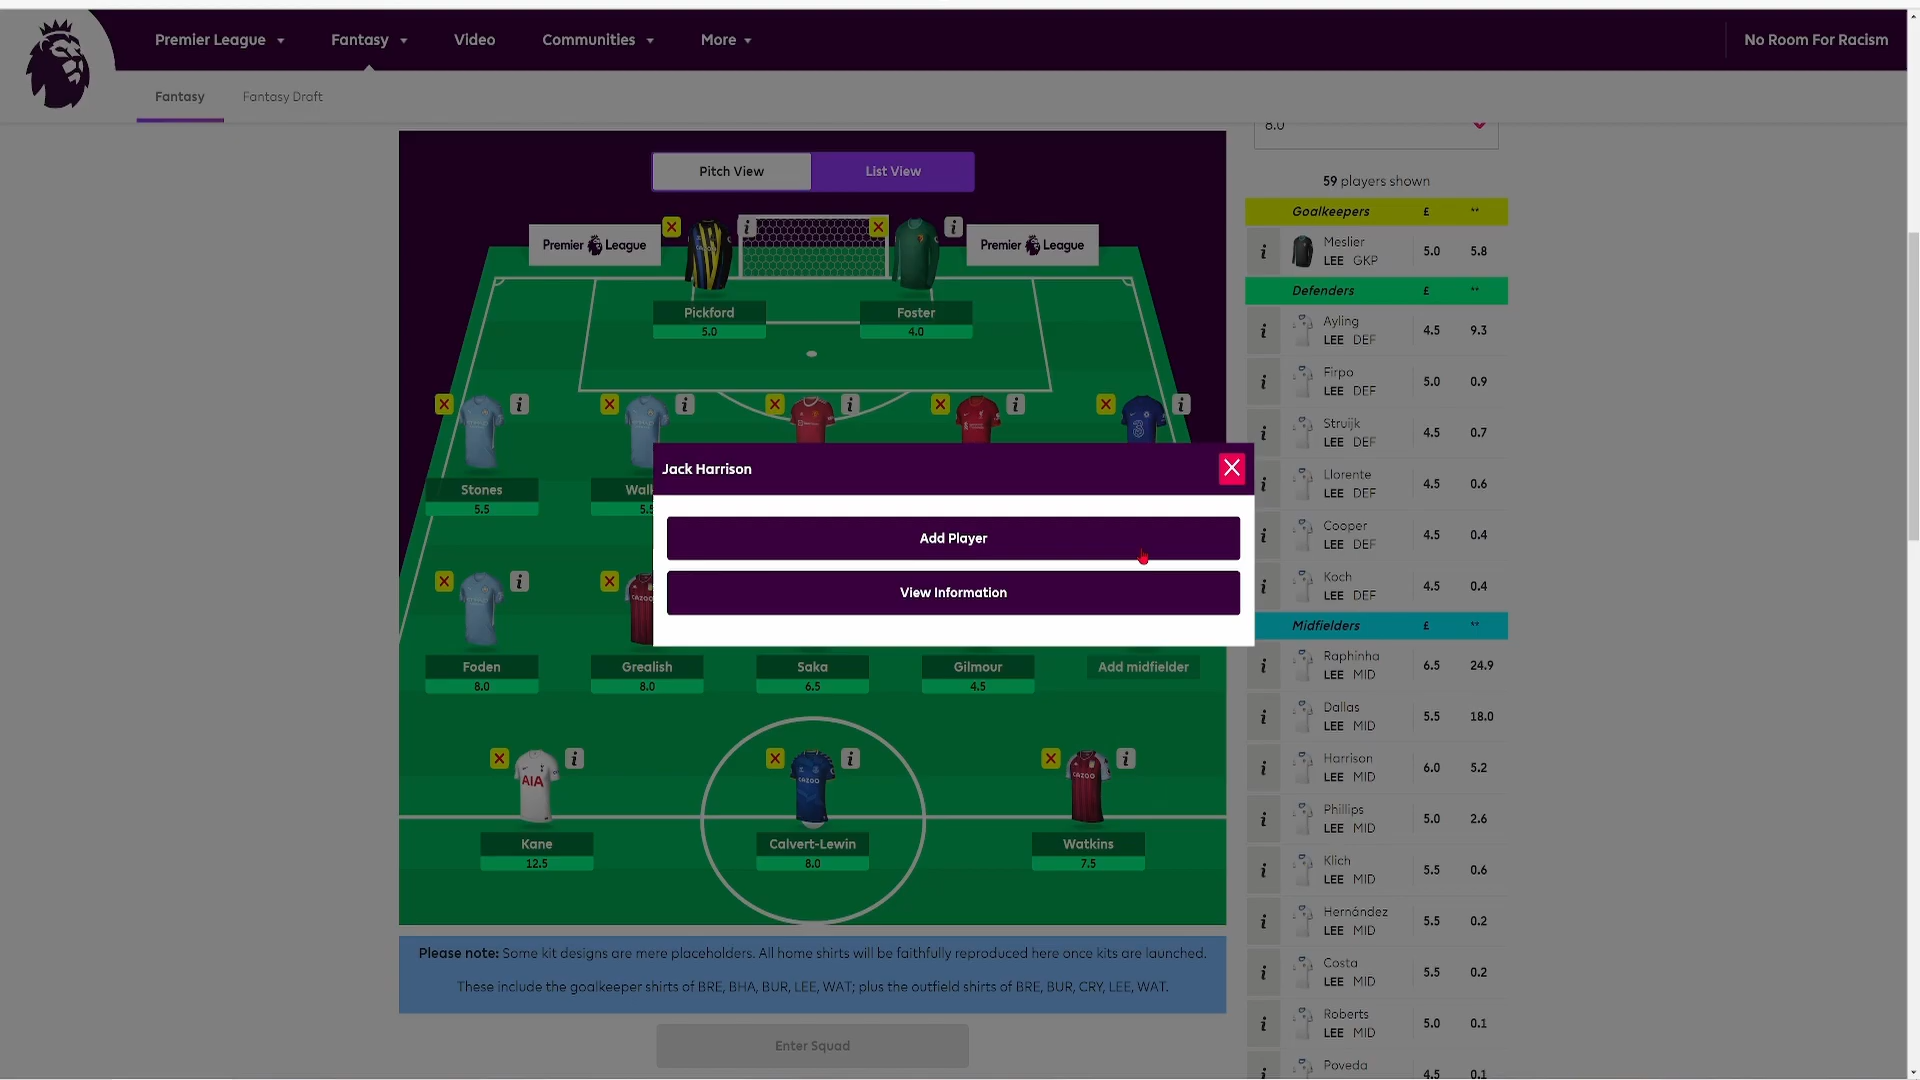 Premier League
Fantasy
Video
Communities
More
No Room For Racism
Fantasy
Fantasy Draft
8.0
Pitch View
List View
59 players shown
Goalkeepers £ **
Premier League
Premier League
Meslier
LEE GKP
5.0 5.8
Pickford
5.0
Foster
4.0
Defenders £ **
Ayling
LEE DEF
4.5 9.3
Firpo
LEE DEF
5.0 0.9
Struijk
LEE DEF
4.5 0.7
Llorente
LEE DEF
4.5 0.6
Cooper
LEE DEF
4.5 0.4
Koch
LEE DEF
4.5 0.4
Stones
5.5
Jack Harrison
Add Player
View Information
CAZOO
Foden
8.0
Grealish
8.0
Saka
6.5
Gilmour
4.5
Add midfielder
Midfielders £ **
Raphinha
LEE MID
6.5 24.9
Dallas
LEE MID
5.5 18.0
Harrison
LEE MID
6.0 5.2
Phillips
LEE MID
5.0 2.6
Klich
LEE MID
5.5 0.6
Hernández
LEE MID
5.5 0.2
Costa
LEE MID
5.5 0.2
Roberts
LEE MID
5.0 0.1
Poveda
4.5 0.1
AIA
CAZOO
CAZOO
Kane
12.5
Calvert-Lewin
8.0
Watkins
7.5
Please note: Some kit designs are mere placeholders. All home shirts will be faithfully reproduced here once kits are launched.
These include the goalkeeper shirts of BRE, BHA, BUR, LEE, WAT; plus the outfield shirts of BRE, BUR, CRY, LEE, WAT.
Enter Squad